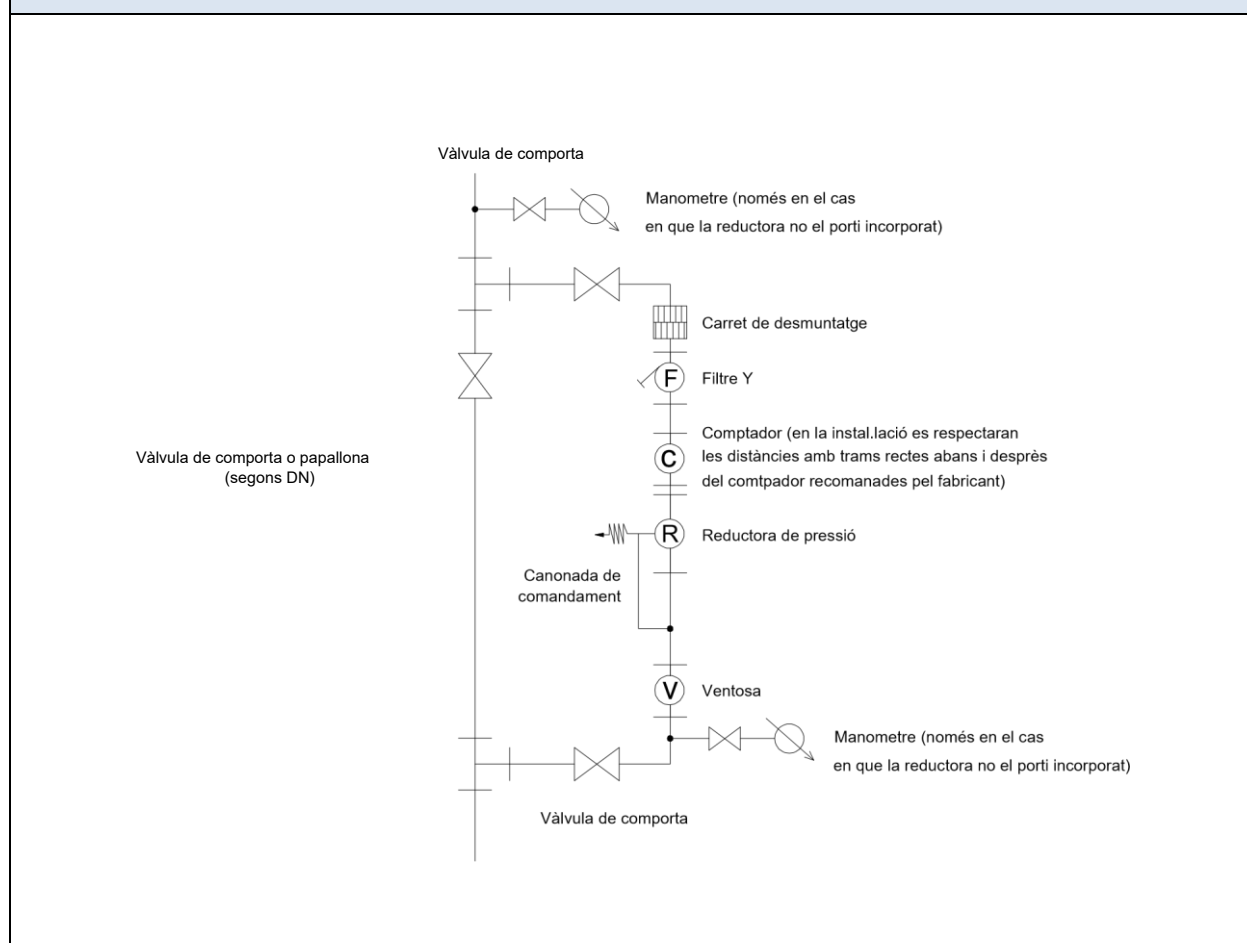 Vàlvula de comporta
Manometre (només en el cas
en que la reductora no el porti incorporat)
Carret de desmuntatge
F
Filtre Y
Comptador (en la instal.lació es respectaran
les distàncies amb trams rectes abans i desprès
del comtpador recomanades pel fabricant)
C
Vàlvula de comporta o papallona
(segons DN)
R
Reductora de pressió
Canonada de
comandament
V
Ventosa
Manometre (només en el cas
en que la reductora no el porti incorporat)
Vàlvula de comporta